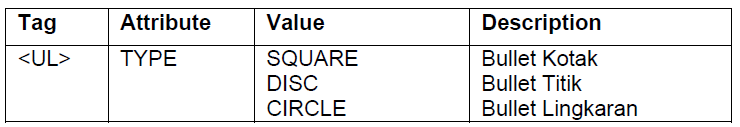 Tag Attribute Value Description
<UL> TYPE SQUARE Bullet Kotak
DISC Bullet Titik
CIRCLE Bullet Lingkaran